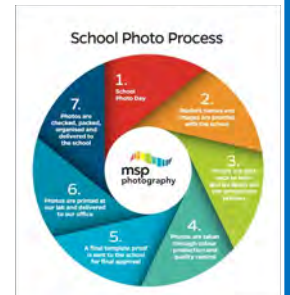 School Photo Process
1.
School
Photo Day
2.
Student names and
images are
with the school
3.
4.
Photos are taken
through colour
production and
quality control
5.
A final template proof
is sent to the school
for final approval
6.
Photos are printed at
our lab and delivered
to our office
7.
Photos are
checked, packed,
organised and
delivered to
the school
msp
photography